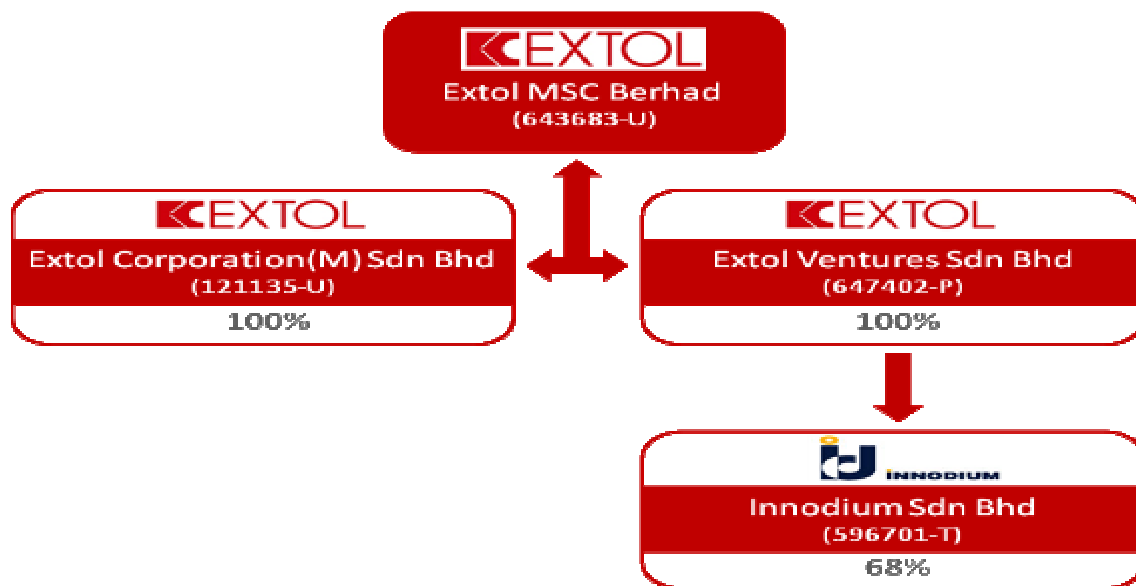 EXTOL
Extol MSC Berhad
(643683-U)
EXTOL
Extol Corporation(M) Sdn Bhd
(121135-U)
100%
EXTOL
Extol Ventures Sdn Bhd
(647402-P)
100%
INNODIUM
Innodium Sdn Bhd
(596701-T)
68%